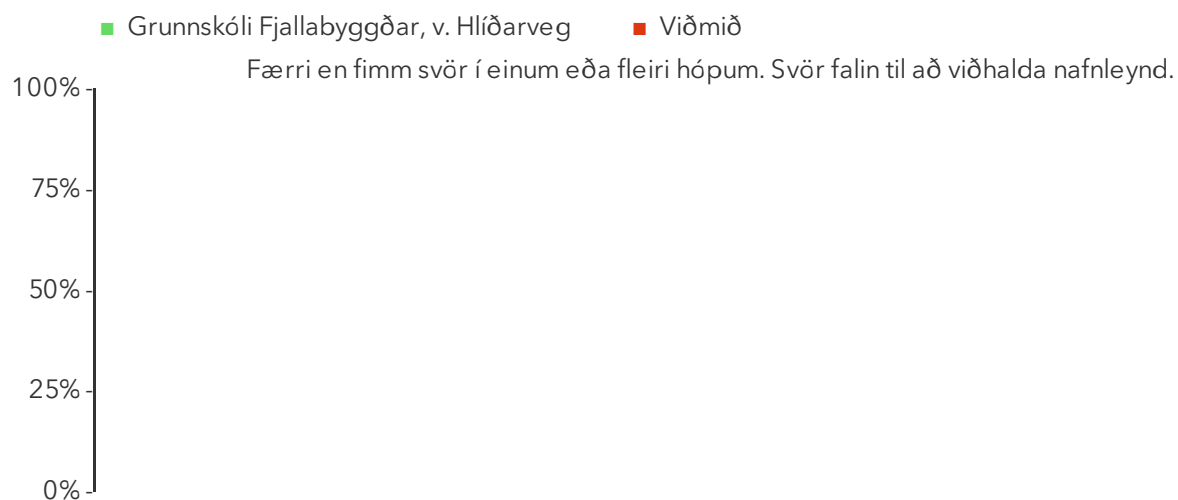 Grunnskóli Fjallabyggðar, v. Hlíðarveg Viðmið
Færri en fimm svör í einum eða fleiri hópum. Svör falin til að viðhalda nafnleynd.
100%
75%
50%
25%
0%